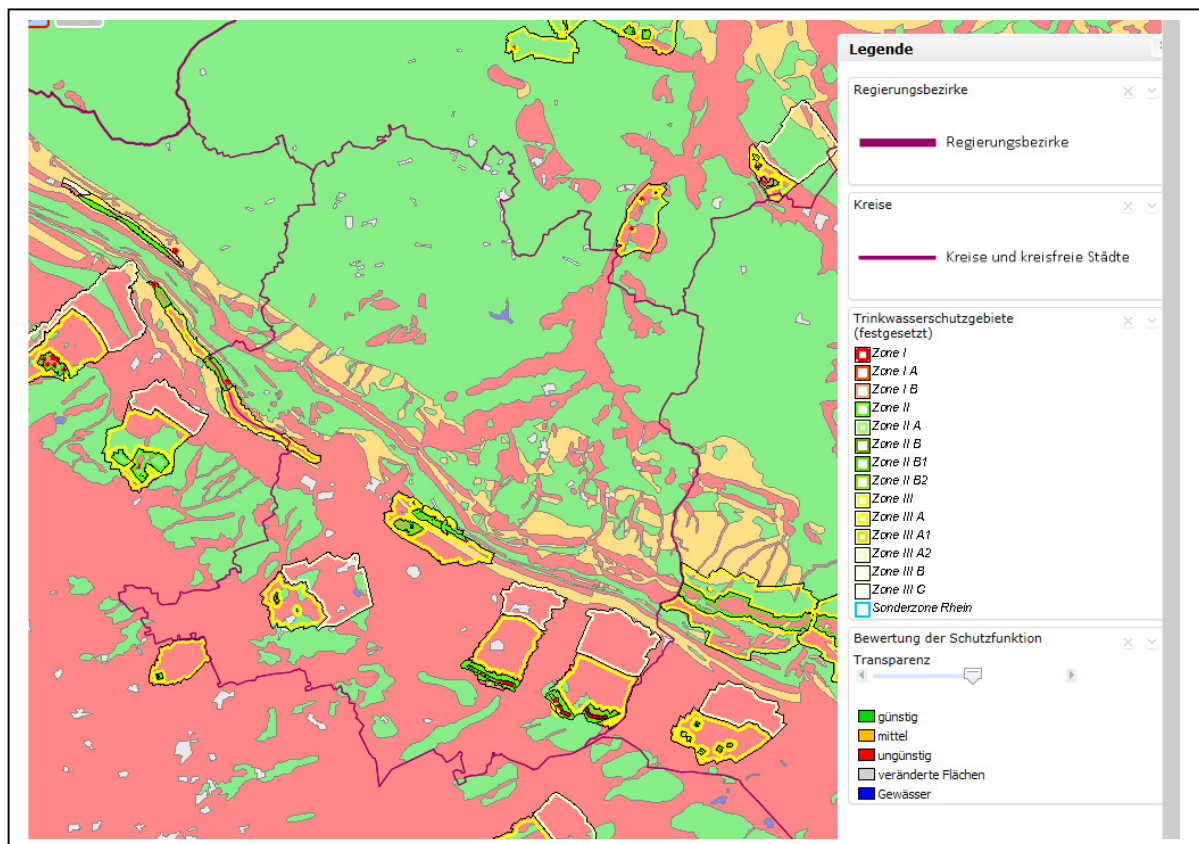 Legende
Regierungsbezirke
Regierungsbezirke
Kreise
Kreise und kreisfreie Städte
Trinkwasserschutzgebiete
(festgesetzt)
Zone I
Zone I A
Zone I B
Zone II
Zone II A
Zone II B
Zone II B1
Zone II B2
Zone III
Zone III A
Zone III A1
Zone III A2
Zone III B
Zone III C
Sonderzone Rhein
Bewertung der Schutzfunktion
Transparenz
günstig
mittel
ungünstig
veränderte Flächen
Gewässer